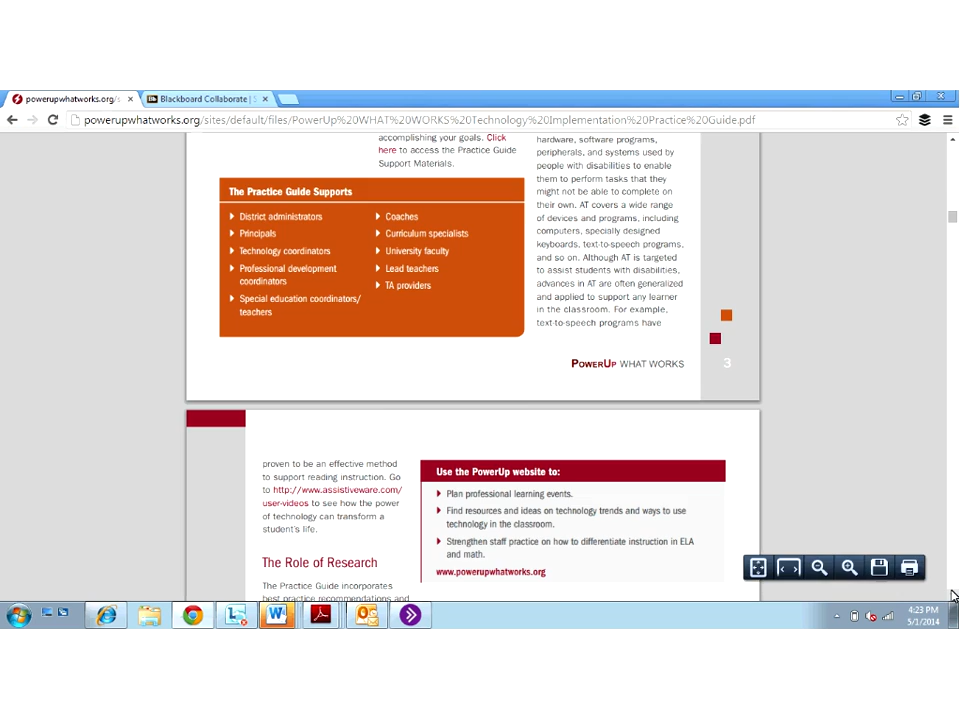 powerupwhatworks.org/s
Blackboard Collaborate |
powerupwhatworks.org/sites/default/files/PowerUp%20WHAT%20WORKS%20Technology%20Implementation%20Practice%20Guide.pdf
accomplishing your goals. Click
here to access the Practice Guide
Support Materials.
The Practice Guide Supports
District administrators
Principals
Technology coordinators
Professional development
coordinators
Special education coordinators/
teachers
Coaches
Curriculum specialists
University faculty
Lead teachers
TA providers
hardware, software programs,
peripherals, and systems used by
people with disabilities to enable
them to perform tasks that they
might not be able to complete on
their own. AT covers a wide range
of devices and programs, including
computers, specially designed
keyboards, text-to-speech programs,
and so on. Although AT is targeted
to assist students with disabilities,
advances in AT are often generalized
and applied to support any learner
in the classroom. For example,
text-to-speech programs have
POWERUP WHAT WORKS
3
proven to be an effective method
to support reading instruction. Go
to http://www.assistiveware.com/
user-videos to see how the power
of technology can transform a
student's life.
The Role of Research
The Practice Guide incorporates
best practice recommendations and
Use the PowerUp website to:
Plan professional learning events.
Find resources and ideas on technology trends and ways to use
technology in the classroom.
Strengthen staff practice on how to differentiate instruction in ELA
and math.
www.powerupwhatworks.org
4:23 PM
5/1/2014